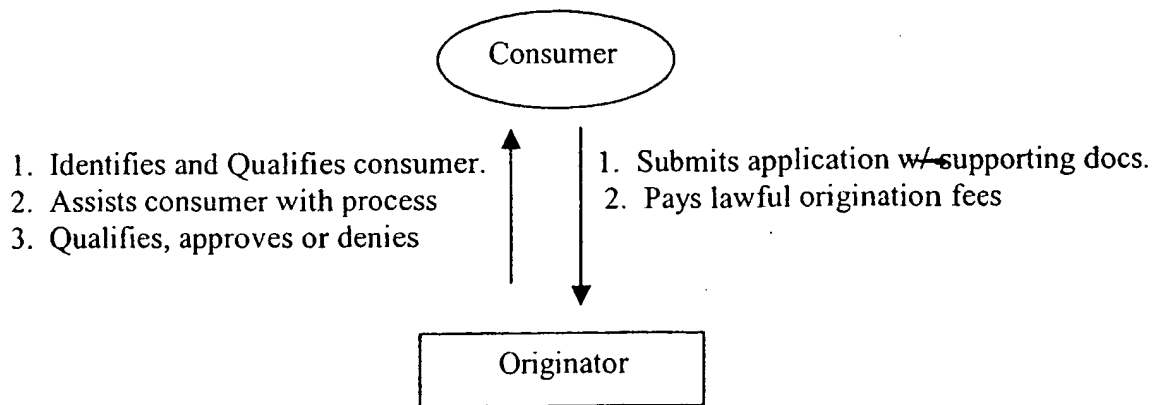 Consumer
1. Identifies and Qualifies consumer.
2. Assists consumer with process
3. Qualifies, approves or denies
1. Submits application w/ supporting docs.
2. Pays lawful origination fees
Originator